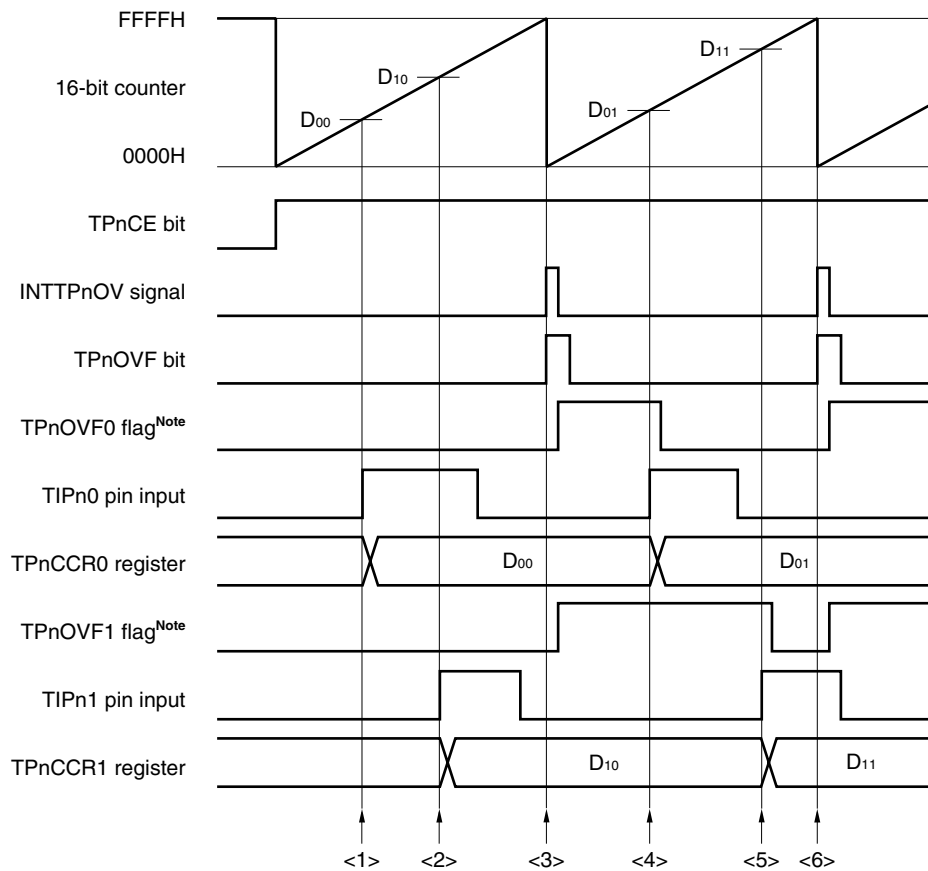 FFFFH
D11
D10
16-bit counter
D01
D00
0000H
TPnCE bit
INTTPnOV signal
TPnOVF bit
TPnOVF0 flagNote
TIPn0 pin input
TPnCCR0 register
D00
D01
TPnOVF1 flagNote
TIPn1 pin input
TPnCCR1 register
D10
D11
<1>
<2>
<3>
<4>
<5>
<6>